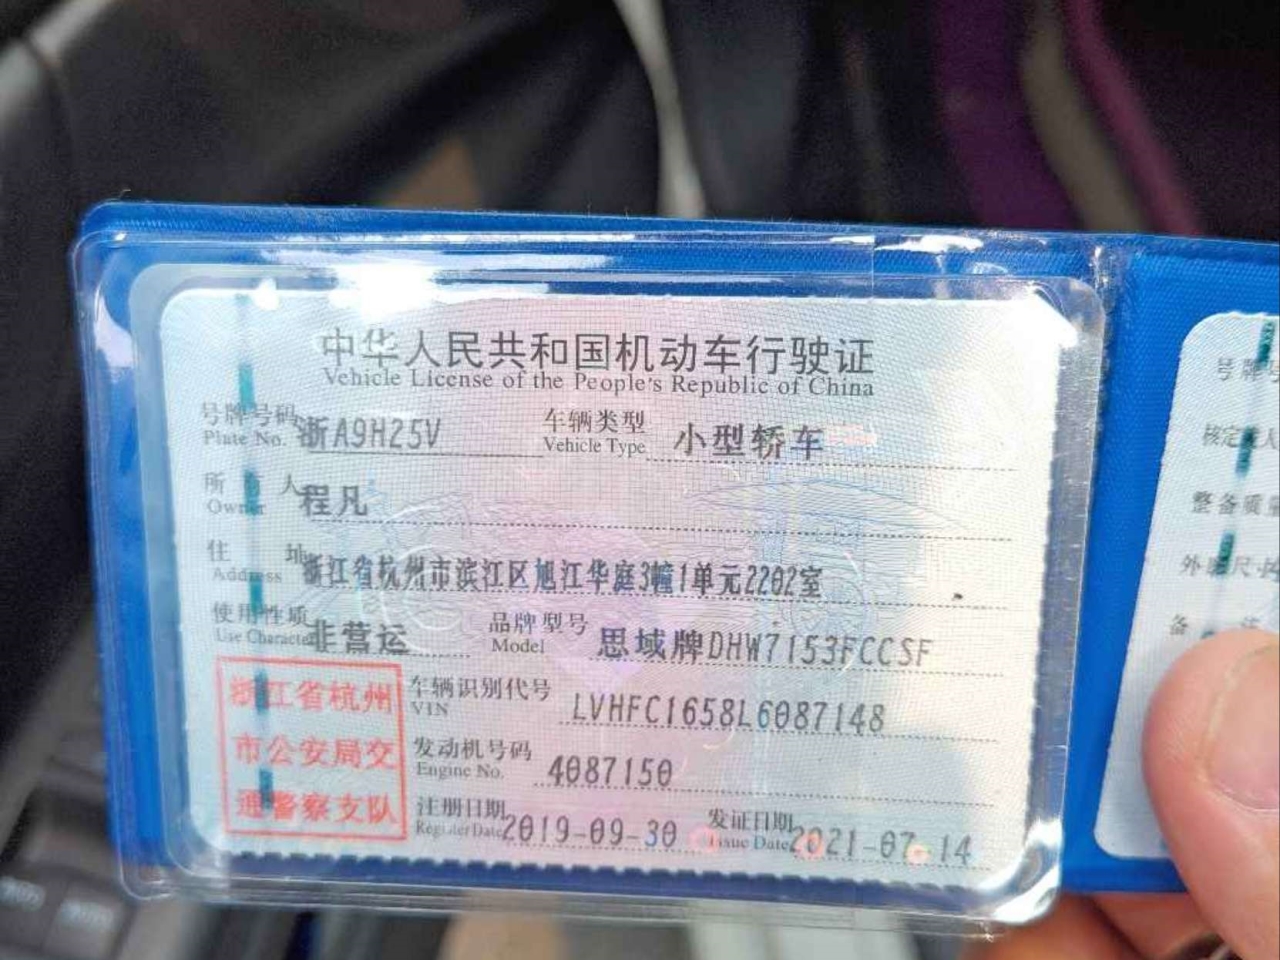 中华人民共和国机动车行驶证
Vehicle License of the People's Republic of China
号牌号码 浙A9H25V 车辆类型 小型轿车
Plate No. Vehicle Type
所有人 程凡
Owner
住址 浙江省杭州市滨江区旭江华庭3幢1单元2202室
Address
使用性质 非营运 品牌型号 思域牌DHW7153FCCSF
Use Character Model
浙江省杭州
市公安局交
通警察支队
车辆识别代号 LVHFC1658L6087148
VIN
发动机号码 4087150
Engine No.
注册日期 2019-09-30 发证日期 2021-07-14
Register Date Issue Date
号牌号
核定载人
整备质量
外廓尺寸
备注